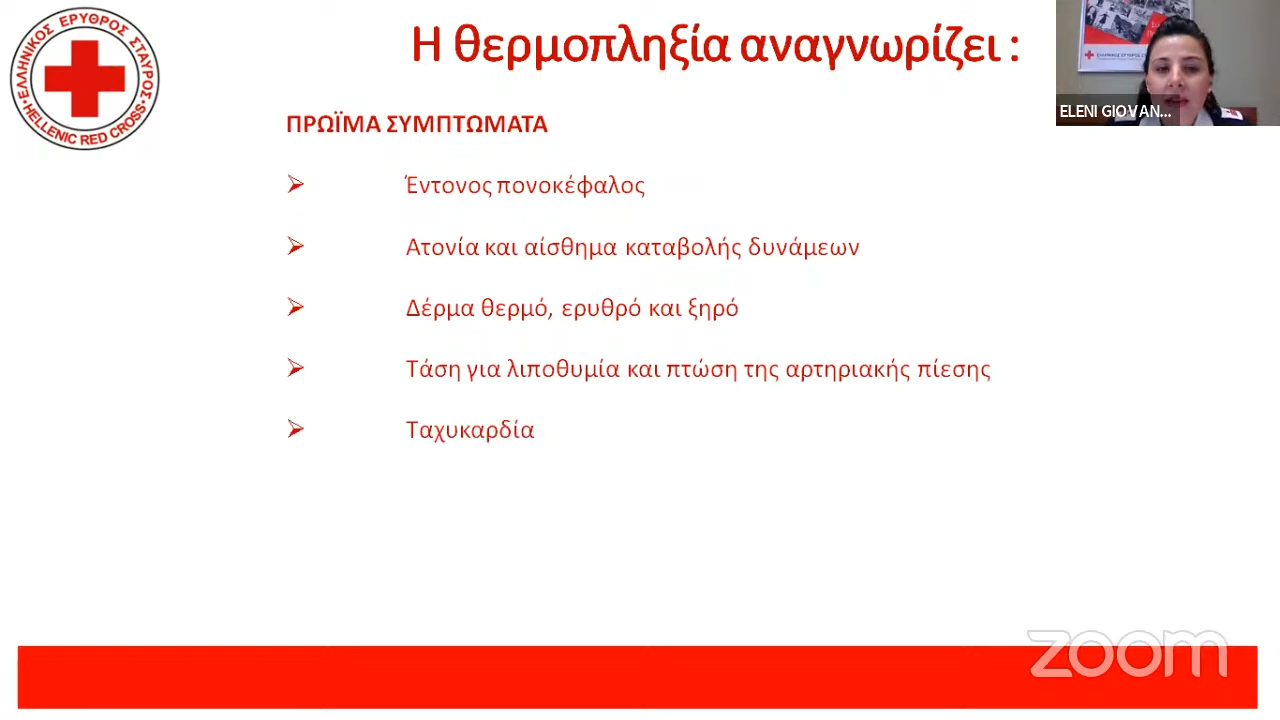 ΕΛΛΗΝΙΚΟΣ ΕΡΥΘΡΟΣ ΣΤΑΥΡΟΣ
HELLENIC RED CROSS
Η θερμοπληξία αναγνωρίζει :
ΠΡΩΪΜΑ ΣΥΜΠΤΩΜΑΤΑ
➢ Έντονος πονοκέφαλος
➢ Ατονία και αίσθημα καταβολής δυνάμεων
➢ Δέρμα θερμό, ερυθρό και ξηρό
➢ Τάση για λιποθυμία και πτώση της αρτηριακής πίεσης
➢ Ταχυκαρδία
ELENI GIOVAN...
zoom